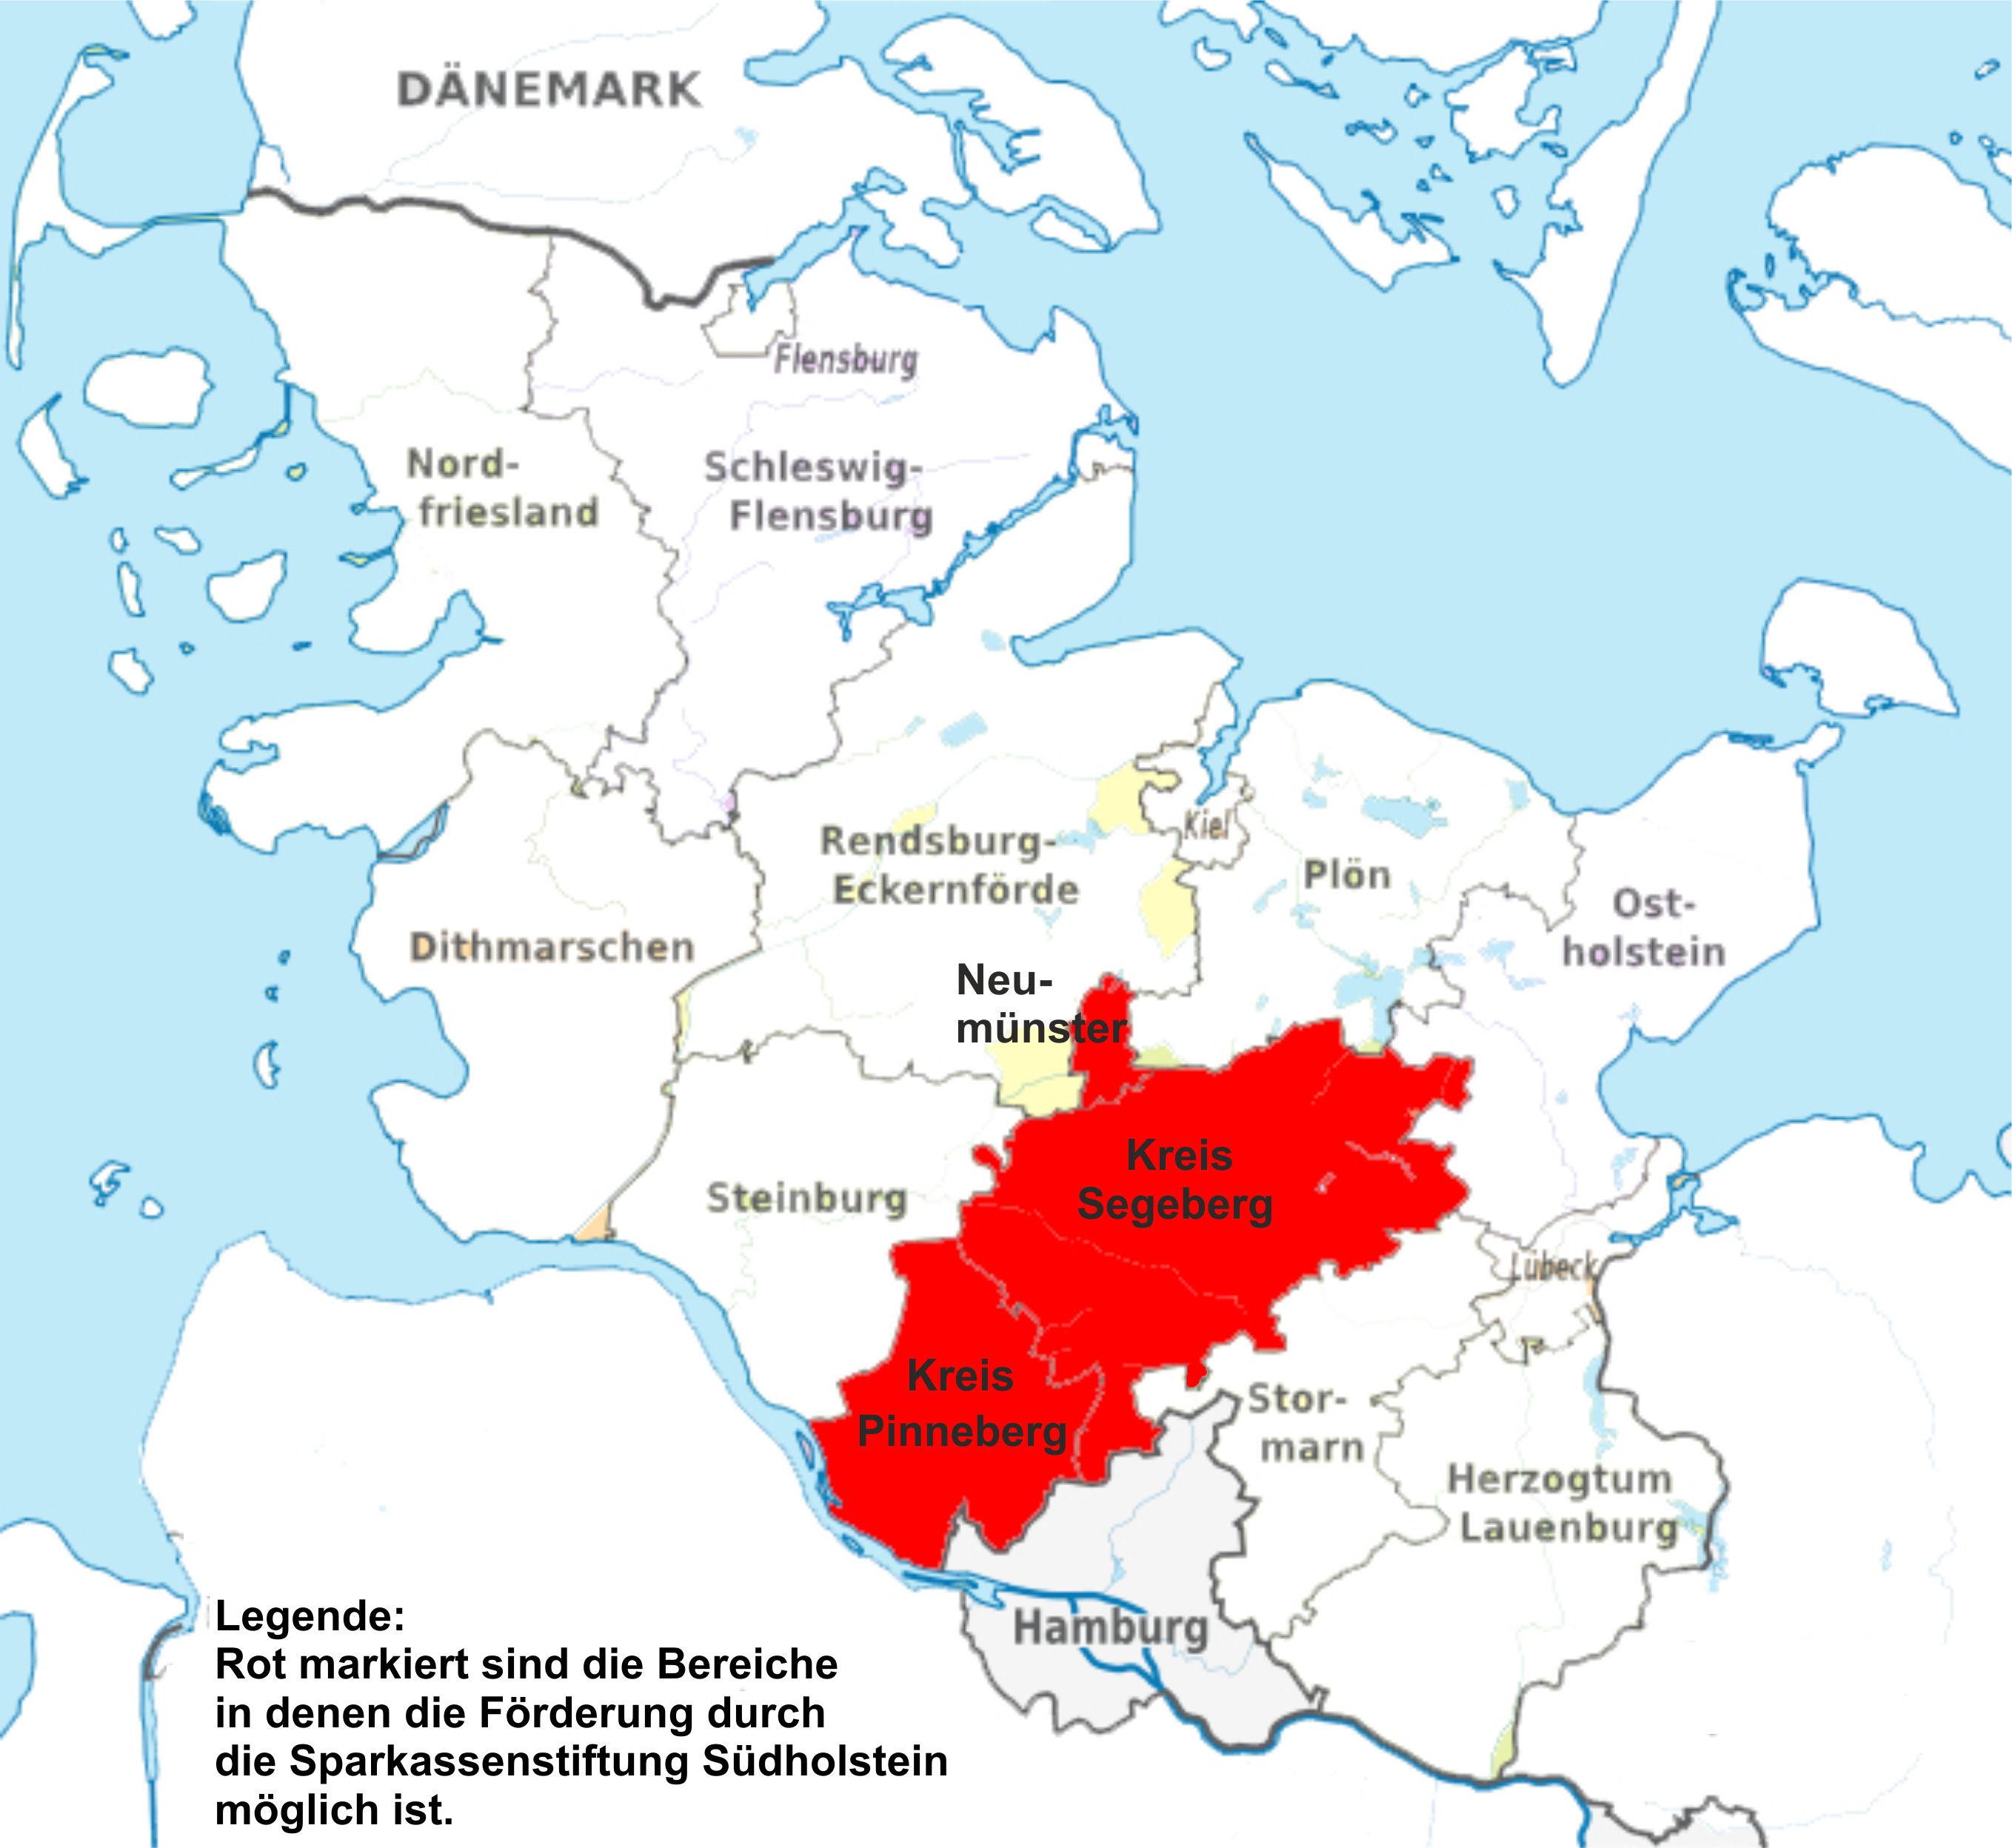 DÄNEMARK
Flensburg
Nord-
friesland
Schleswig-
Flensburg
Rendsburg-
Eckernförde
Kiel
Plön
Ost-
holstein
Dithmarschen
Neu-
münster
Kreis
Segeberg
Steinburg
Lübeck
Kreis
Pinneberg
Stor-
marn
Herzogtum
Lauenburg
Hamburg
Legende:
Rot markiert sind die Bereiche
in denen die Förderung durch
die Sparkassenstiftung Südholstein
möglich ist.